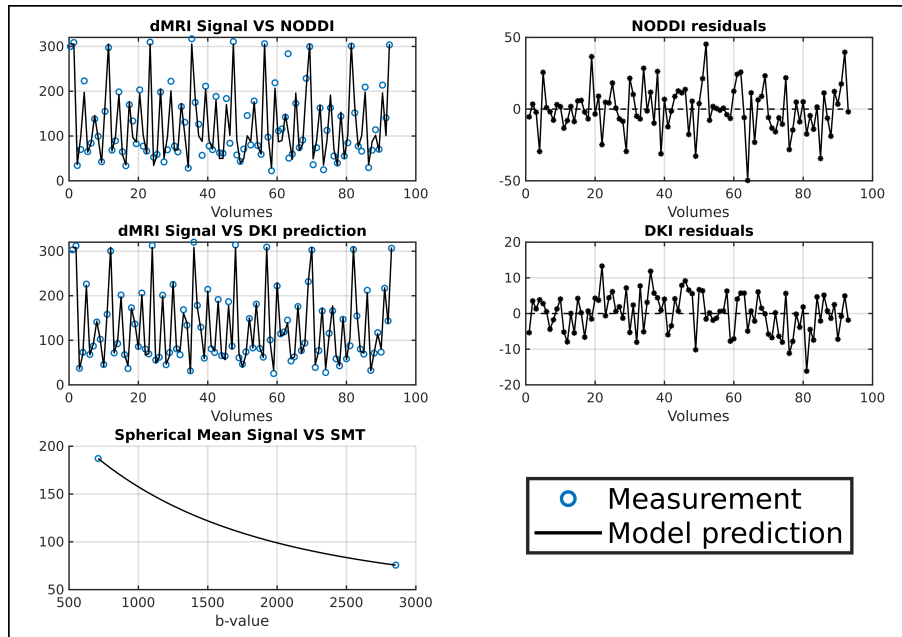 dMRI Signal VS NODDI
300
200
100
0
0 20 40 60 80 100
Volumes
NODDI residuals
50
0
-50
0 20 40 60 80 100
Volumes
dMRI Signal VS DKI prediction
300
200
100
0
0 20 40 60 80 100
Volumes
DKI residuals
20
10
0
-10
-20
0 20 40 60 80 100
Volumes
Spherical Mean Signal VS SMT
200
150
100
50
500 1000 1500 2000 2500 3000
b-value
Measurement
Model prediction